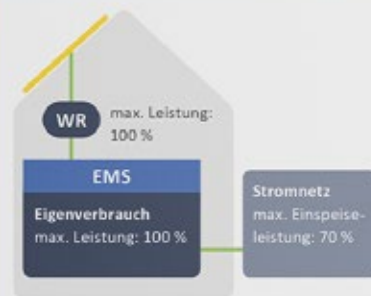 WR
max. Leistung:
100 %
EMS
Eigenverbrauch
max. Leistung: 100 %
Stromnetz
max. Einspeise-
leistung: 70 %